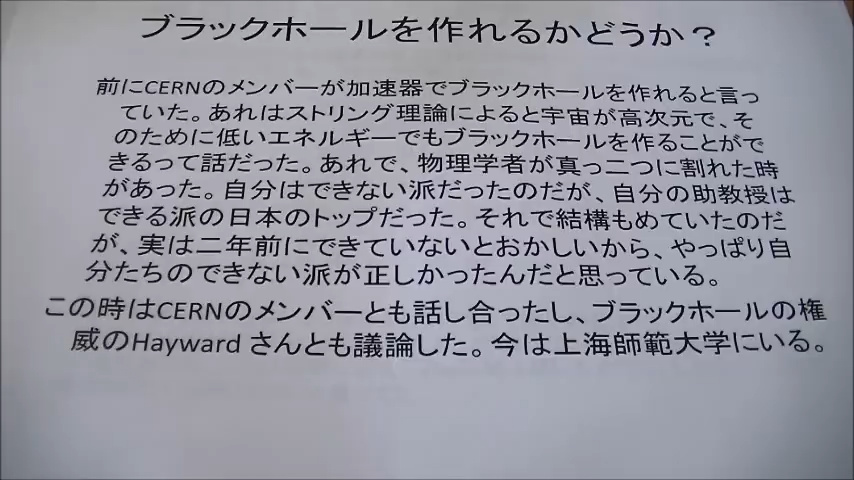 ブラックホールを作れるかどうか？
前にCERNのメンバーが加速器でブラックホールを作れると言っ
ていた。あれはストリング理論によると宇宙が高次元で、そ
のために低いエネルギーでもブラックホールを作ることがで
きるって話だった。あれで、物理学者が真っ二つに割れた時
があった。自分はできない派だったのだが、自分の助教授は
できる派の日本のトップだった。それで結構もめていたのだ
が、実は二年前にできていないとおかしいから、やっぱり自
分たちのできない派が正しかったんだと思っている。
この時はCERNのメンバーとも話し合ったし、ブラックホールの権
威のHayward さんとも議論した。今は上海師範大学にいる。